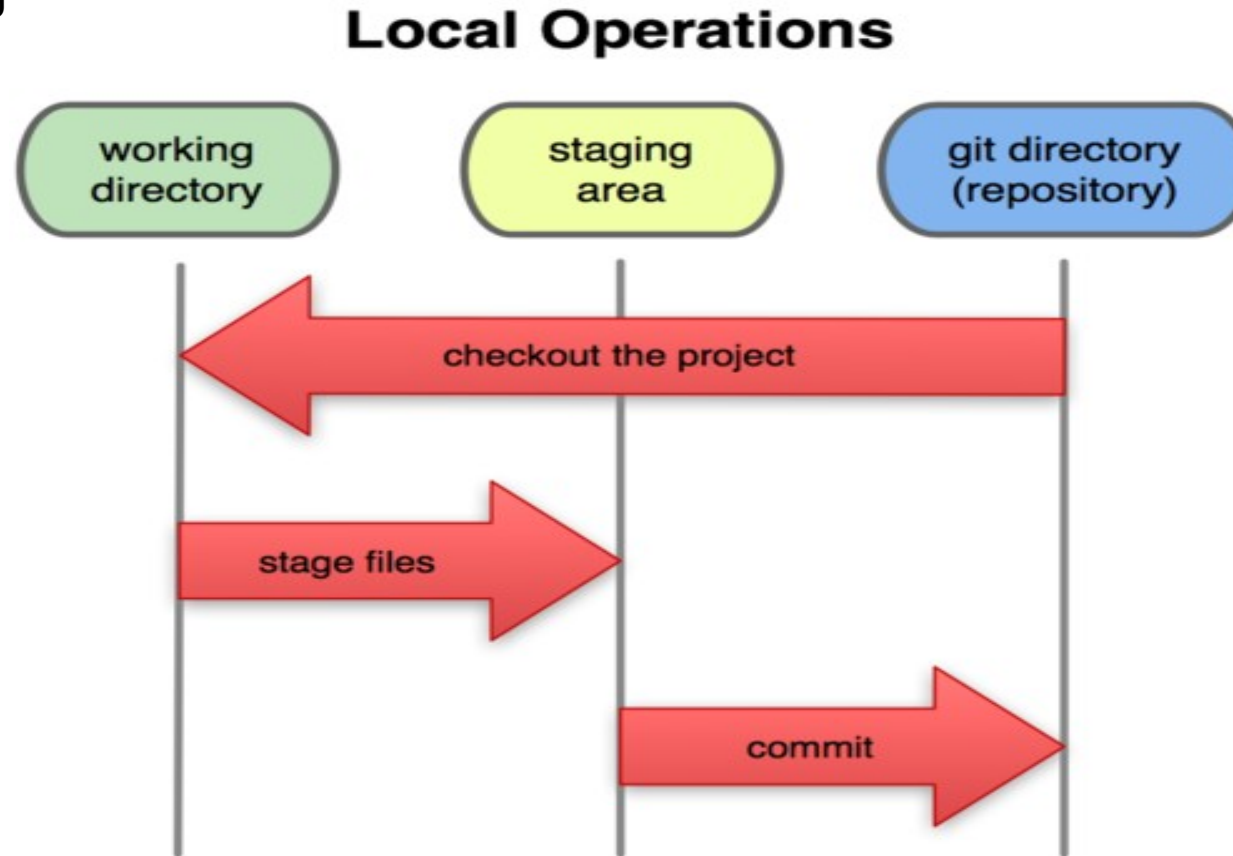 Local Operations
working
directory
staging
area
git directory
(repository)
checkout the project
stage files
commit